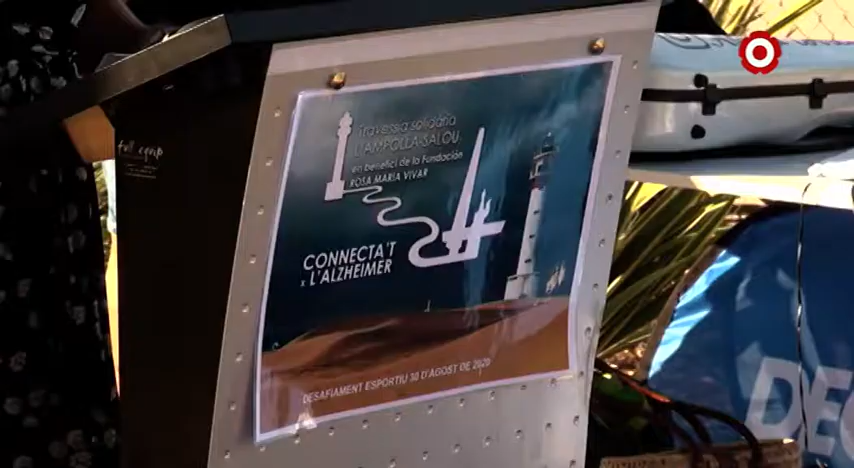 full equip
Traversia solidària
L'AMPOLLA-SALOU
en benefici de la Fundación
ROSA MARIA VIVAR
CONNECTA'T
x L'ALZHEIMER
DESAFIAMENT ESPORTIU 30 D'AGOST DE 2020
DEC